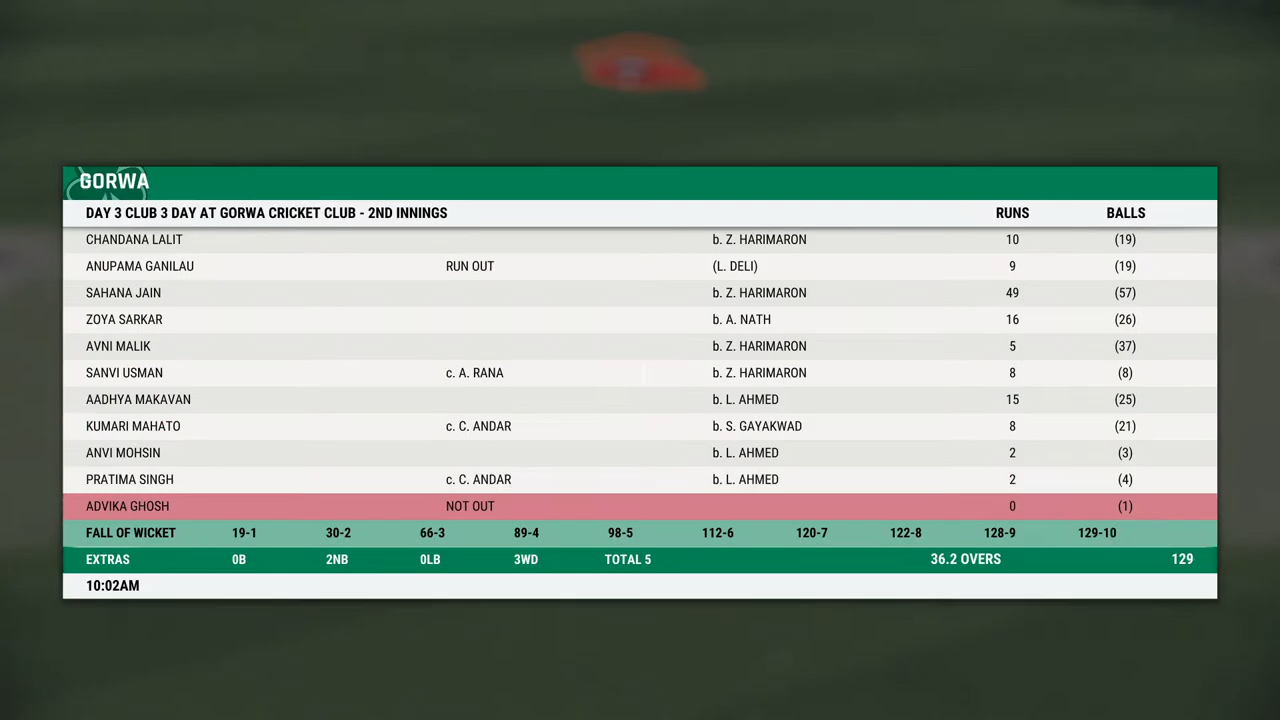 GORWA
DAY 3 CLUB 3 DAY AT GORWA CRICKET CLUB - 2ND INNINGS RUNS BALLS
CHANDANA LALIT b. Z. HARIMARON 10 (19)
ANUPAMA GANILAU RUN OUT (L. DELI) 9 (19)
SAHANA JAIN b. Z. HARIMARON 49 (57)
ZOYA SARKAR b. A. NATH 16 (26)
AVNI MALIK b. Z. HARIMARON 5 (37)
SANVI USMAN c. A. RANA b. Z. HARIMARON 8 (8)
AADHYA MAKAVAN b. L. AHMED 15 (25)
KUMARI MAHATO c. C. ANDAR b. S. GAYAKWAD 8 (21)
ANVI MOHSIN b. L. AHMED 2 (3)
PRATIMA SINGH c. C. ANDAR b. L. AHMED 2 (4)
ADVIKA GHOSH NOT OUT 0 (1)
FALL OF WICKET 19-1 30-2 66-3 89-4 98-5 112-6 120-7 122-8 128-9 129-10
EXTRAS 0B 2NB 0LB 3WD TOTAL 5 36.2 OVERS 129
10:02AM